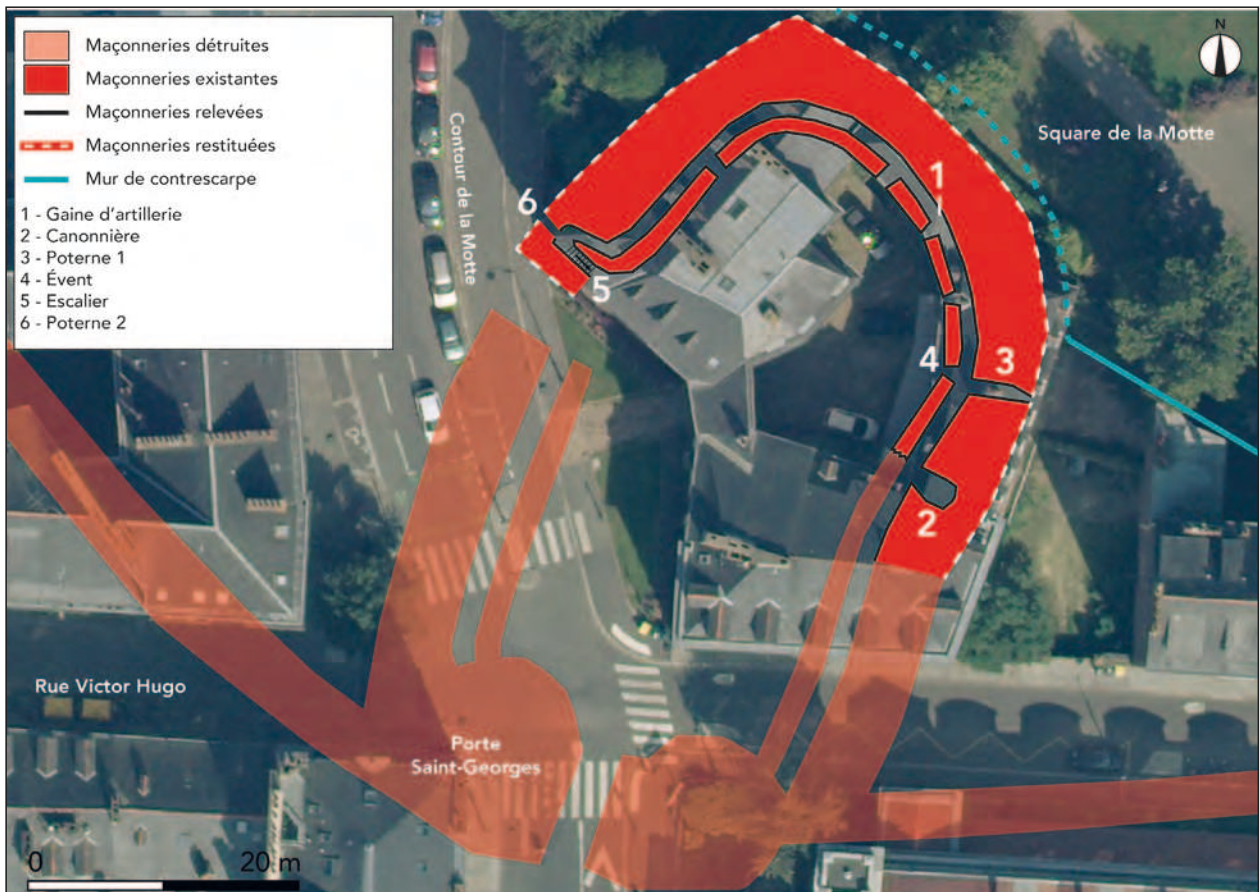 Maçonneries détruites
Maçonneries existantes
Maçonneries relevées
Maçonneries restituées
Mur de contrescarpe
1 - Gaine d'artillerie
2 - Canonnière
3 - Poterne 1
4 - Évent
5 - Escalier
6 - Poterne 2
N
Contour de la Motte
Square de la Motte
1
6
5
4
3
2
Rue Victor Hugo
Porte
Saint-Georges
0
20 m